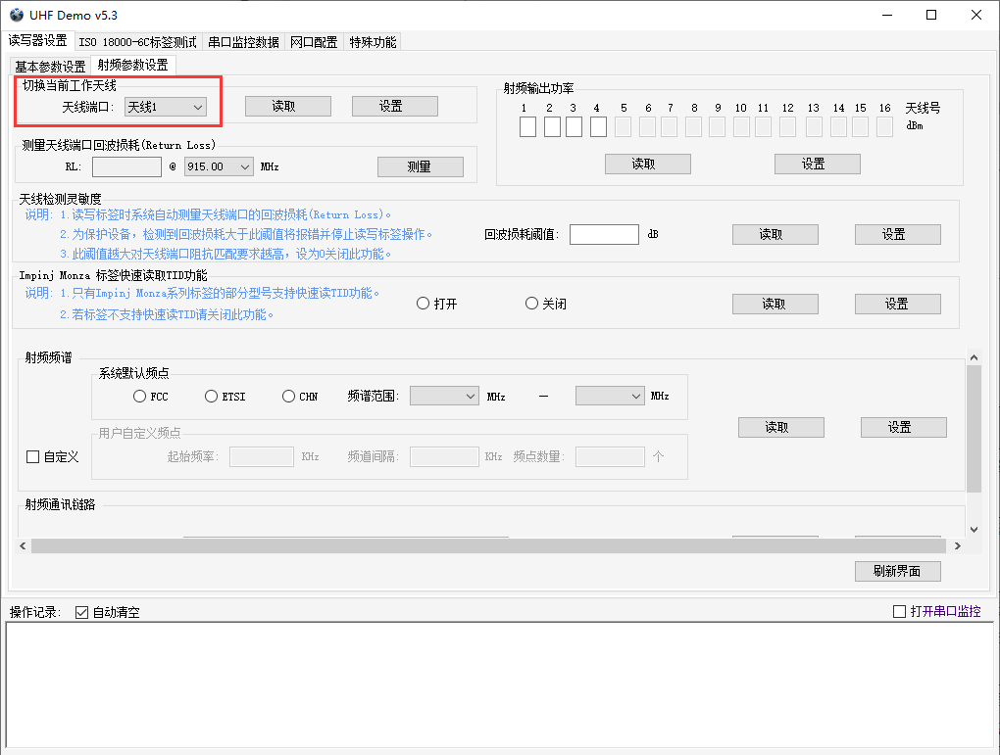 UHF Demo v5.3
读写器设置 ISO 18000-6C标签测试 串口监控数据 网口配置 特殊功能
基本参数设置 射频参数设置
切换当前工作天线
天线端口: 天线1 读取 设置
射频输出功率
1 2 3 4 5 6 7 8 9 10 11 12 13 14 15 16 天线号
dBm
读取 设置
测量天线端口回波损耗(Return Loss)
RL: @ 915.00 MHz 测量
天线检测灵敏度
说明: 1.读写标签时系统自动测量天线端口的回波损耗(Return Loss)。
2.为保护设备，检测到回波损耗大于此阈值将报错并停止读写标签操作。
3.此阈值越大对天线端口阻抗匹配要求越高，设为0关闭此功能。
回波损耗阈值: dB 读取 设置
Impinj Monza 标签快速读取TID功能
说明: 1.只有Impinj Monza系列标签的部分型号支持快速读TID功能。
2.若标签不支持快速读TID请关闭此功能。
打开 关闭 读取 设置
射频频谱
系统默认频点
FCC ETSI CHN 频谱范围: MHz — MHz
读取 设置
用户自定义频点
自定义 起始频率: KHz 频道间隔: KHz 频点数量: 个
射频通讯链路
刷新界面
操作记录: 自动清空 打开串口监控